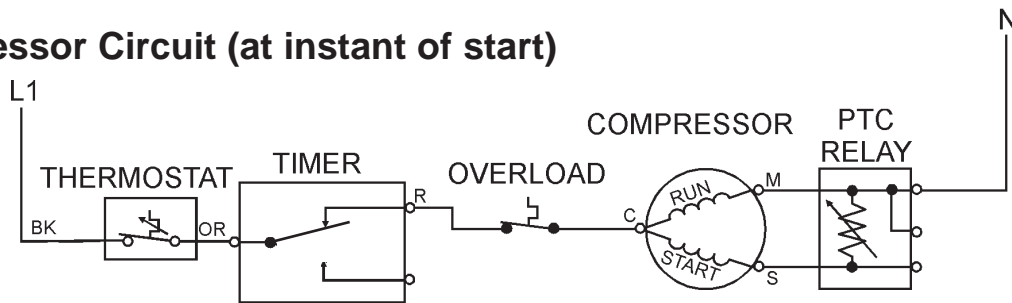 essor Circuit (at instant of start)
N
L1
COMPRESSOR
PTC
RELAY
THERMOSTAT
TIMER
OVERLOAD
BK
OR
R
C
RUN
START
M
S